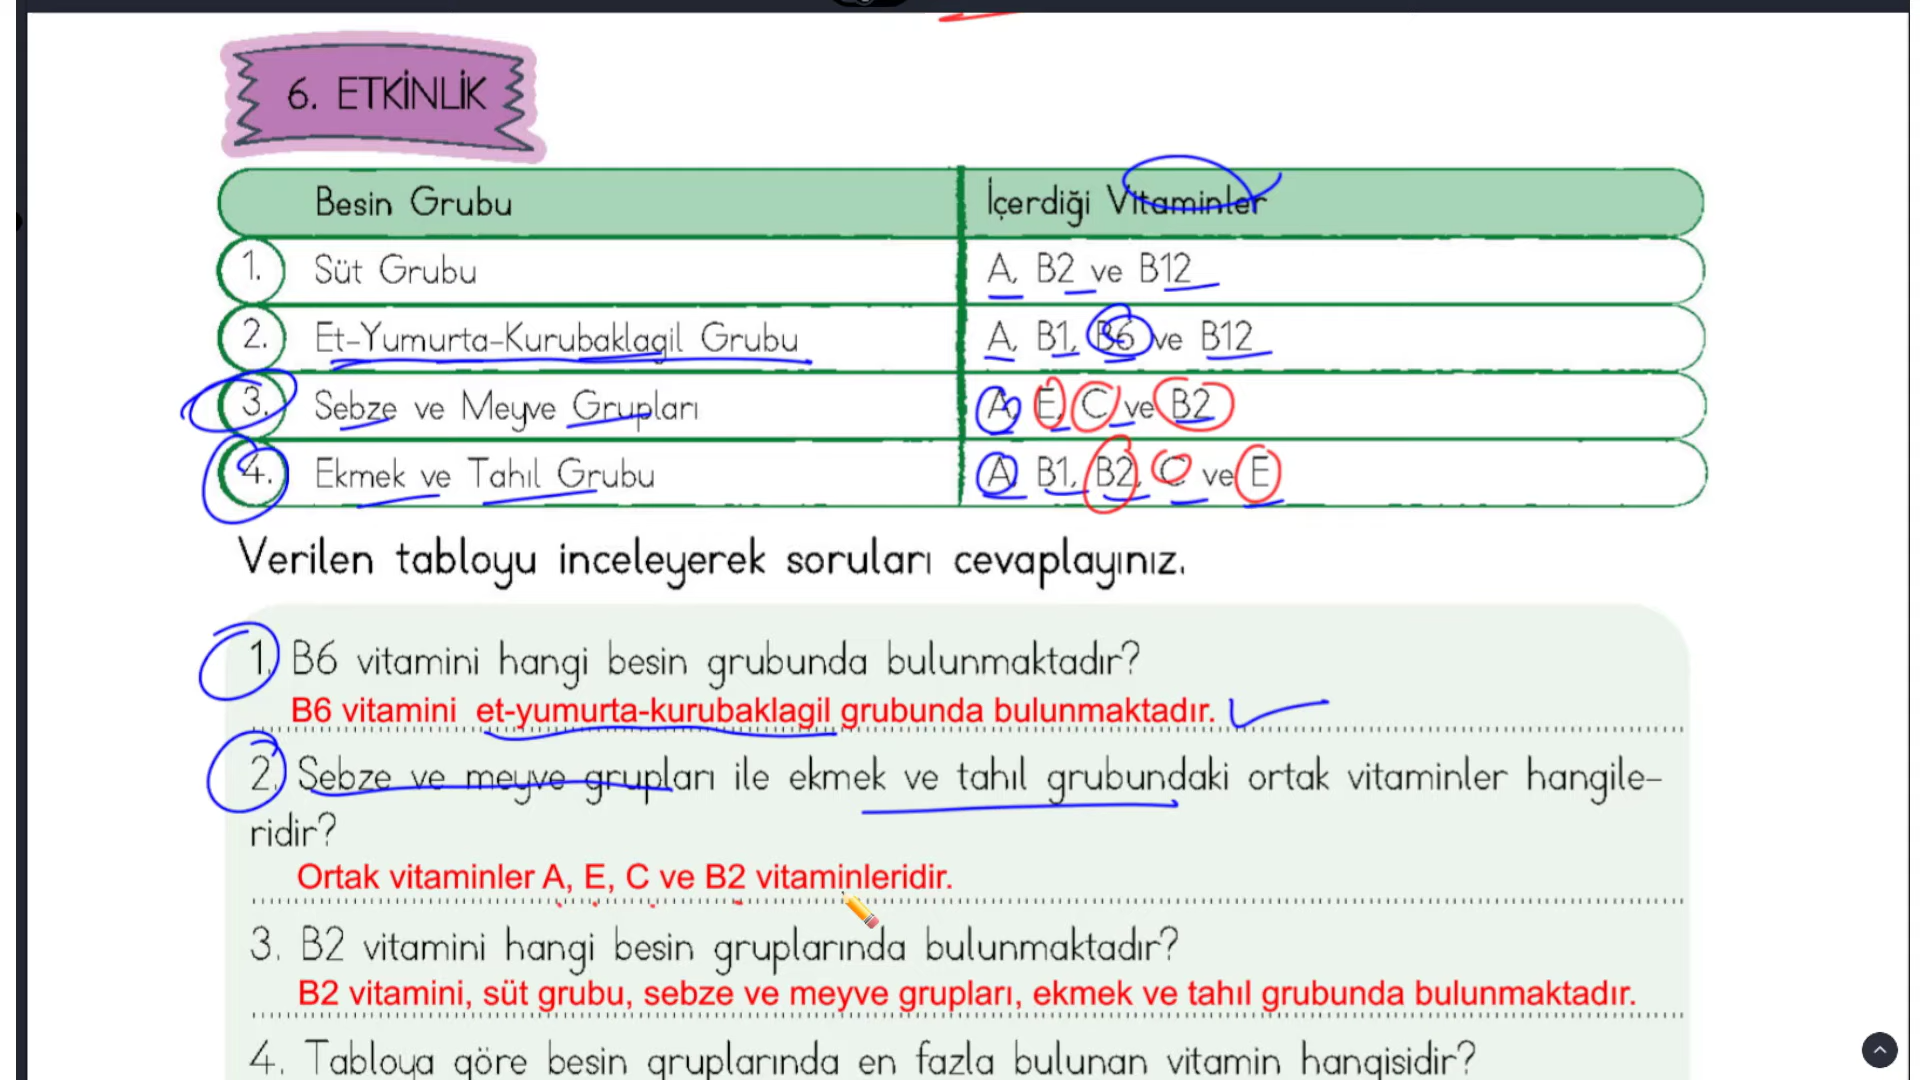 6. ETKİNLİK
Besin Grubu İçerdiği Vitaminler
1. Süt Grubu A, B2 ve B12
2. Et-Yumurta-Kurubaklagil Grubu A, B1, B6 ve B12
3. Sebze ve Meyve Grupları A, E, C ve B2
4. Ekmek ve Tahıl Grubu A, B1, B2, C ve E
Verilen tabloyu inceleyerek soruları cevaplayınız.
1. B6 vitamini hangi besin grubunda bulunmaktadır?
B6 vitamini et-yumurta-kurubaklagil grubunda bulunmaktadır.
2. Sebze ve meyve grupları ile ekmek ve tahıl grubundaki ortak vitaminler hangile-
ridir?
Ortak vitaminler A, E, C ve B2 vitaminleridir.
3. B2 vitamini hangi besin gruplarında bulunmaktadır?
B2 vitamini, süt grubu, sebze ve meyve grupları, ekmek ve tahıl grubunda bulunmaktadır.
4. Tabloya göre besin gruplarında en fazla bulunan vitamin hangisidir?